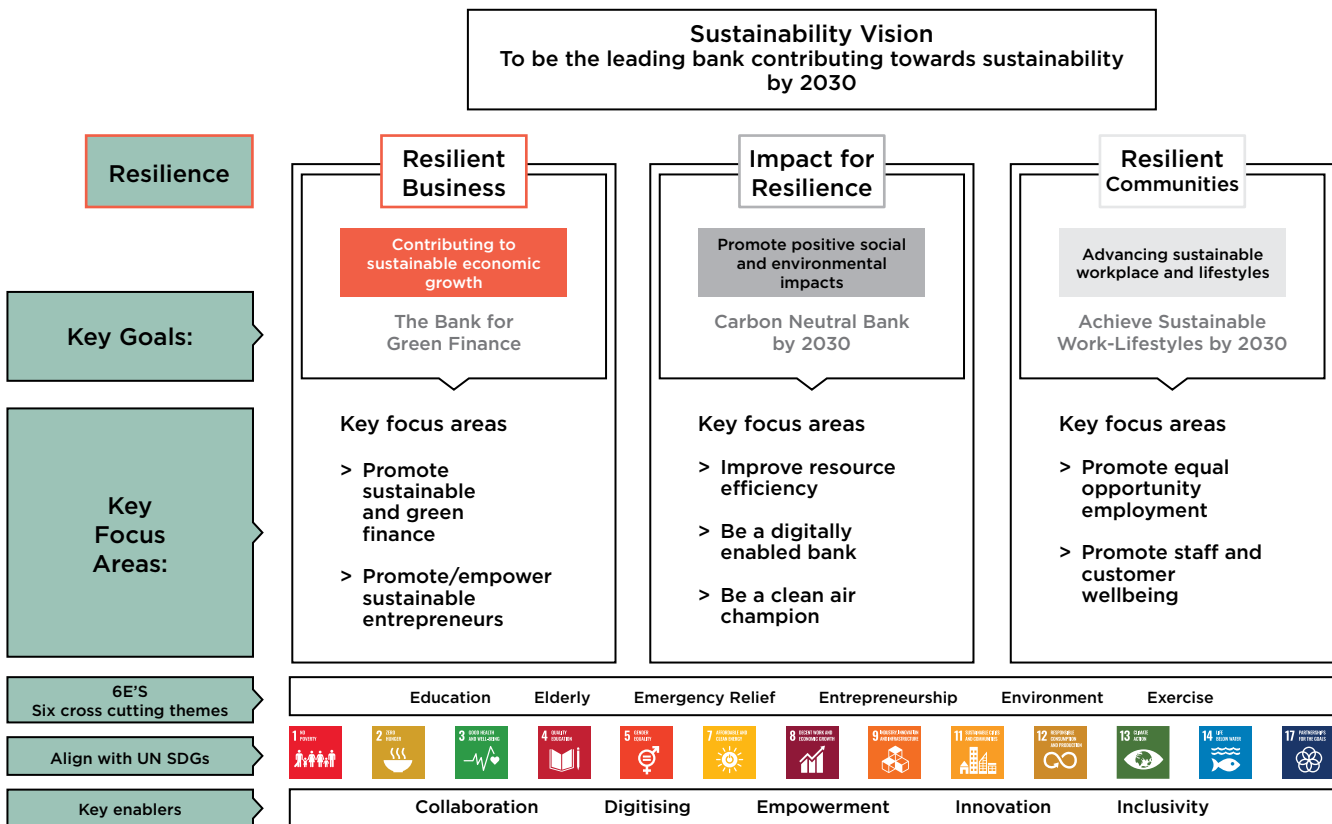 Sustainability Vision
To be the leading bank contributing towards sustainability
by 2030
Resilience
Resilient
Business
Impact for
Resilience
Resilient
Communities
Contributing to
sustainable economic
growth
Promote positive social
and environmental
impacts
Advancing sustainable
workplace and lifestyles
Key Goals:
The Bank for
Green Finance
Carbon Neutral Bank
by 2030
Achieve Sustainable
Work-Lifestyles by 2030
Key
Focus
Areas:
Key focus areas
> Promote
sustainable
and green
finance
> Promote/empower
sustainable
entrepreneurs
Key focus areas
> Improve resource
efficiency
> Be a digitally
enabled bank
> Be a clean air
champion
Key focus areas
> Promote equal
opportunity
employment
> Promote staff and
customer
wellbeing
6E'S
Six cross cutting themes
Education Elderly Emergency Relief Entrepreneurship Environment Exercise
Align with UN SDGs
1 NO
POVERTY
2 ZERO
HUNGER
3 GOOD HEALTH
AND WELL-BEING
4 QUALITY
EDUCATION
5 GENDER
EQUALITY
7 AFFORDABLE AND
CLEAN ENERGY
8 DECENT WORK AND
ECONOMIC GROWTH
9 INDUSTRY, INNOVATION
AND INFRASTRUCTURE
11 SUSTAINABLE CITIES
AND COMMUNITIES
12 RESPONSIBLE
CONSUMPTION
AND PRODUCTION
13 CLIMATE
ACTION
14 LIFE
BELOW WATER
17 PARTNERSHIPS
FOR THE GOALS
Key enablers
Collaboration Digitising Empowerment Innovation Inclusivity